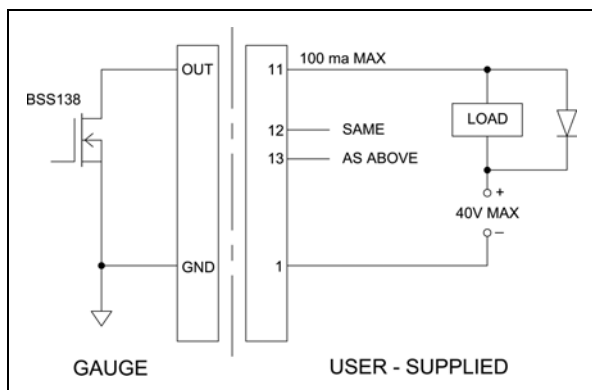 OUT
11
100 ma MAX
BSS138
LOAD
12
SAME
13
AS ABOVE
+
40V MAX
–
GND
1
GAUGE
USER - SUPPLIED